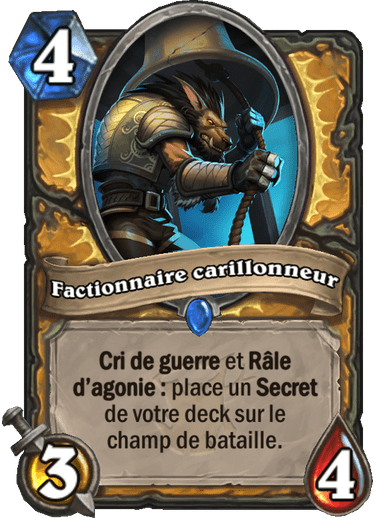 4
Factionnaire carillonneur
Cri de guerre et Râle
d'agonie : place un Secret
de votre deck sur le
champ de bataille.
3
4